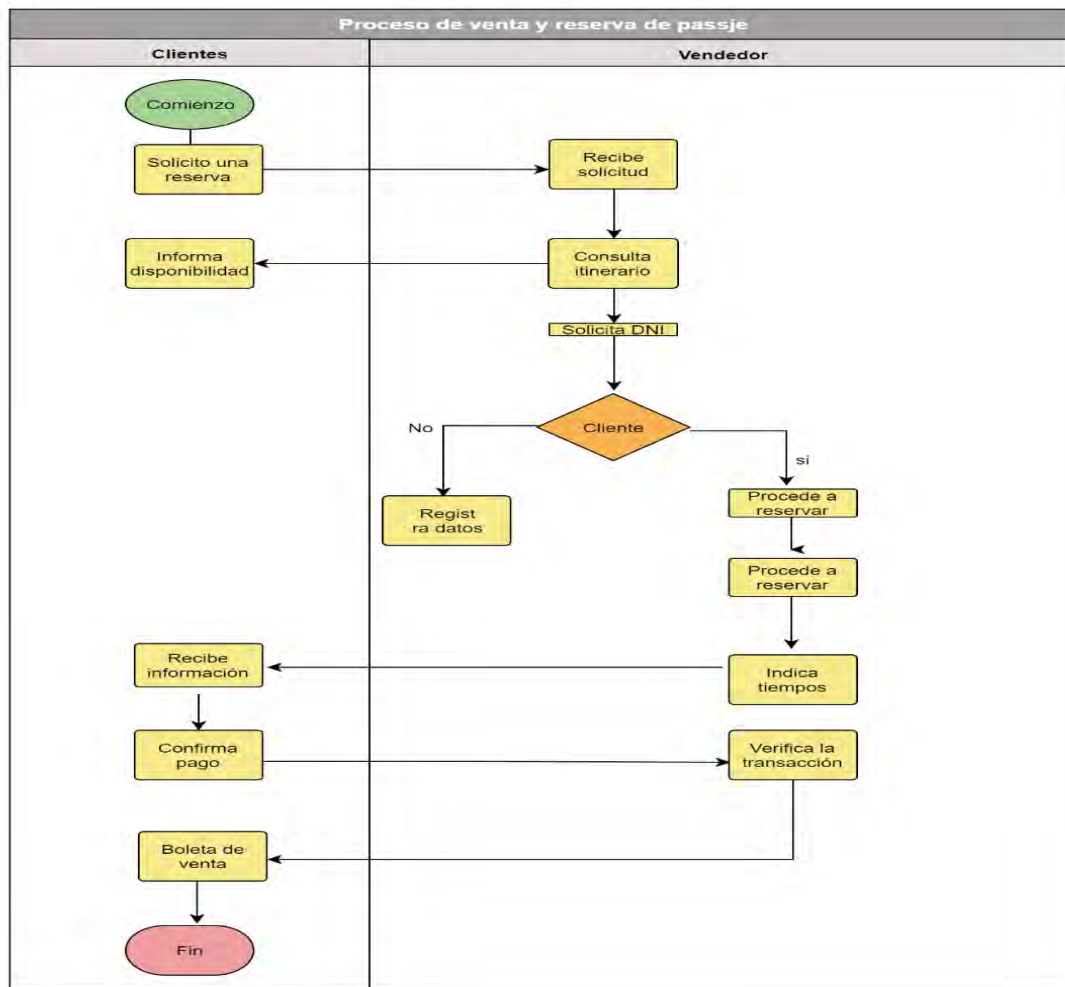 Proceso de venta y reserva de passje
Clientes
Vendedor
Comienzo
Solicito una
reserva
Recibe
solicitud
Informa
disponibilidad
Consulta
itinerario
Solicita DNI
Cliente
No
si
Regist
ra datos
Procede a
reservar
Procede a
reservar
Recibe
información
Indica
tiempos
Confirma
pago
Verifica la
transacción
Boleta de
venta
Fin